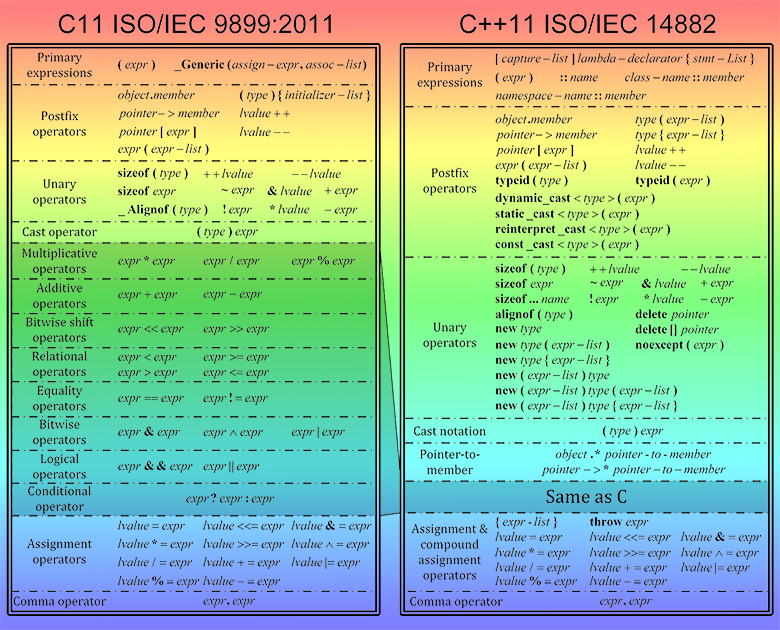 C11 ISO/IEC 9899:2011
Primary expressions
( expr ) _Generic ( assign − expr , assoc − list )
Postfix operators
object.member ( type ) { initializer − list }
pointer − > member lvalue + +
pointer [ expr ] lvalue − −
expr ( expr − list )
Unary operators
sizeof ( type ) + + lvalue − − lvalue
sizeof expr ~ expr & lvalue + expr
_ Alignof ( type ) ! expr * lvalue − expr
Cast operator
( type ) expr
Multiplicative operators
expr * expr expr / expr expr % expr
Additive operators
expr + expr expr − expr
Bitwise shift operators
expr << expr expr >> expr
Relational operators
expr < expr expr >= expr
expr > expr expr <= expr
Equality operators
expr == expr expr ! = expr
Bitwise operators
expr & expr expr ∧ expr expr | expr
Logical operators
expr & & expr expr || expr
Conditional operator
expr ? expr : expr
Assignment operators
lvalue = expr lvalue <<= expr lvalue & = expr
lvalue * = expr lvalue >>= expr lvalue ∧ = expr
lvalue / = expr lvalue + = expr lvalue |= expr
lvalue % = expr lvalue − = expr
Comma operator
expr , expr
C++11 ISO/IEC 14882
Primary expressions
[ capture − list ] lambda − declarator { stmt − List }
( expr ) :: name class − name :: member
namespace − name :: member
Postfix operators
object.member type ( expr − list )
pointer − > member type { expr − list }
pointer [ expr ] lvalue + +
expr ( expr − list ) lvalue − −
typeid ( type ) typeid ( expr )
dynamic_cast < type > ( expr )
static _cast < type > ( expr )
reinterpret _cast < type > ( expr )
const _cast < type > ( expr )
Unary operators
sizeof ( type ) + + lvalue − − lvalue
sizeof expr ~ expr & lvalue + expr
sizeof ... name ! expr * lvalue − expr
alignof ( type ) delete pointer
new type delete [] pointer
new type ( expr − list ) noexcept ( expr )
new type { expr − list }
new ( expr − list ) type
new ( expr − list ) type ( expr − list )
new ( expr − list ) type { expr − list }
Cast notation
( type ) expr
Pointer-to-member
object .* pointer - to - member
pointer − > * pointer − to − member
Same as C
Assignment & compound assignment operators
{ expr - list } throw expr
lvalue = expr lvalue <<= expr lvalue & = expr
lvalue * = expr lvalue >>= expr lvalue ∧ = expr
lvalue / = expr lvalue + = expr lvalue |= expr
lvalue % = expr lvalue − = expr
Comma operator
expr , expr